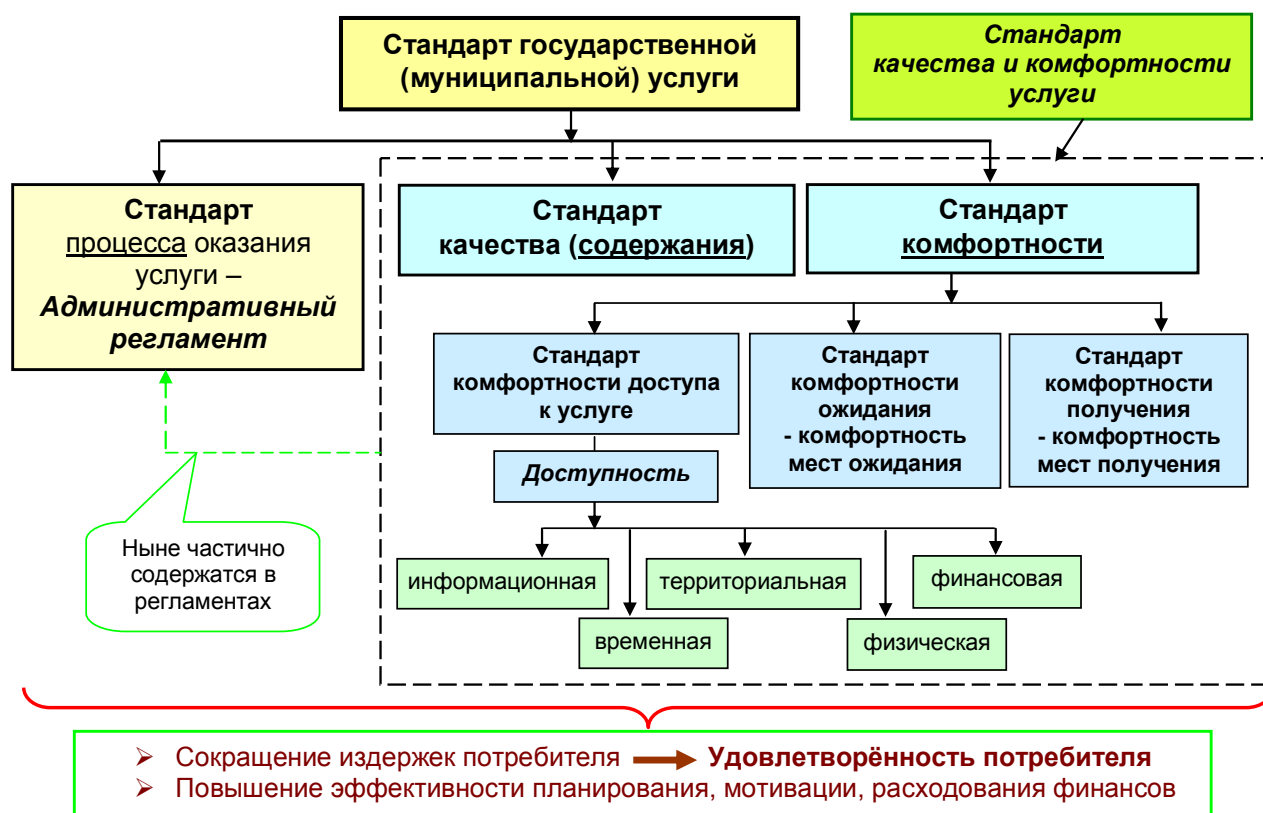 Стандарт государственной
(муниципальной) услуги
Стандарт
качества и комфортности
услуги
Стандарт
процесса оказания
услуги –
Административный
регламент
Стандарт
качества (содержания)
Стандарт
комфортности
Стандарт
комфортности доступа
к услуге
Стандарт
комфортности
ожидания
- комфортность
мест ожидания
Стандарт
комфортности
получения
- комфортность
мест получения
Доступность
Ныне частично
содержатся в
регламентах
информационная
территориальная
финансовая
временная
физическая
Сокращение издержек потребителя Удовлетворённость потребителя
Повышение эффективности планирования, мотивации, расходования финансов